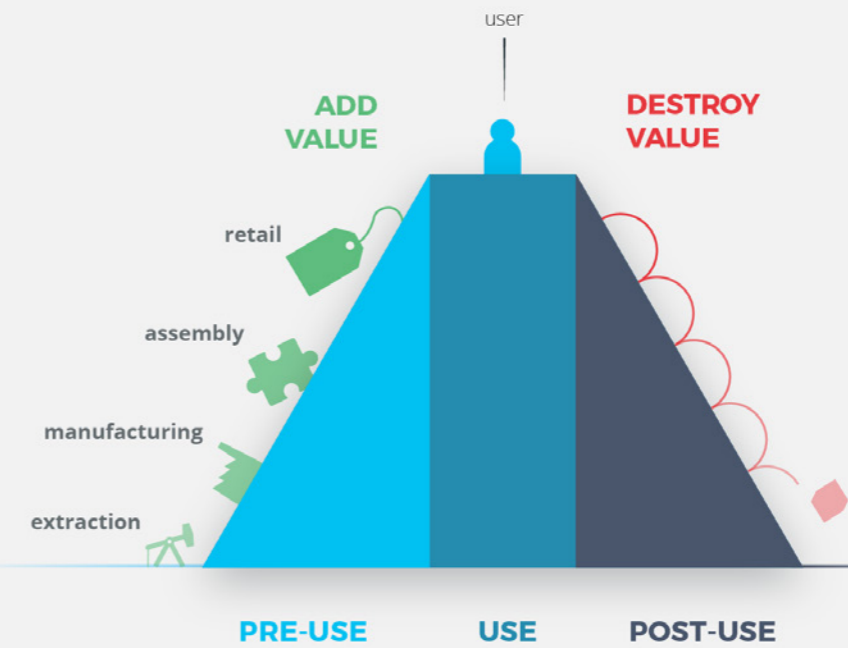 user
ADD
VALUE
DESTROY
VALUE
retail
assembly
manufacturing
extraction
PRE-USE
USE
POST-USE